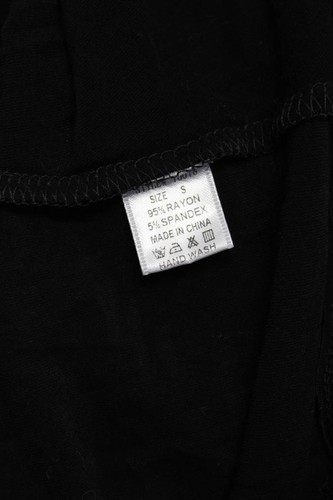 SIZE S
95% RAYON
5% SPANDEX
MADE IN CHINA
HAND WASH